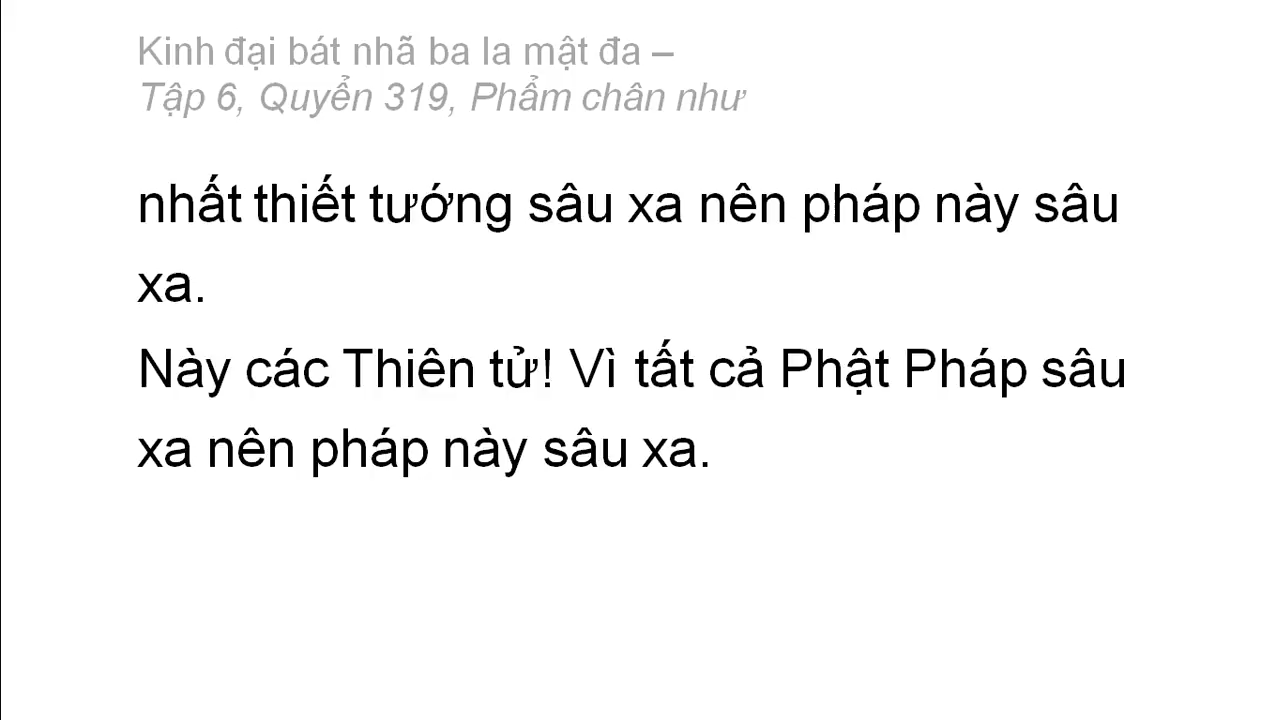 Kinh đại bát nhã ba la mật đa –
Tập 6, Quyển 319, Phẩm chân như
nhất thiết tướng sâu xa nên pháp này sâu
xa.
Này các Thiên tử! Vì tất cả Phật Pháp sâu
xa nên pháp này sâu xa.